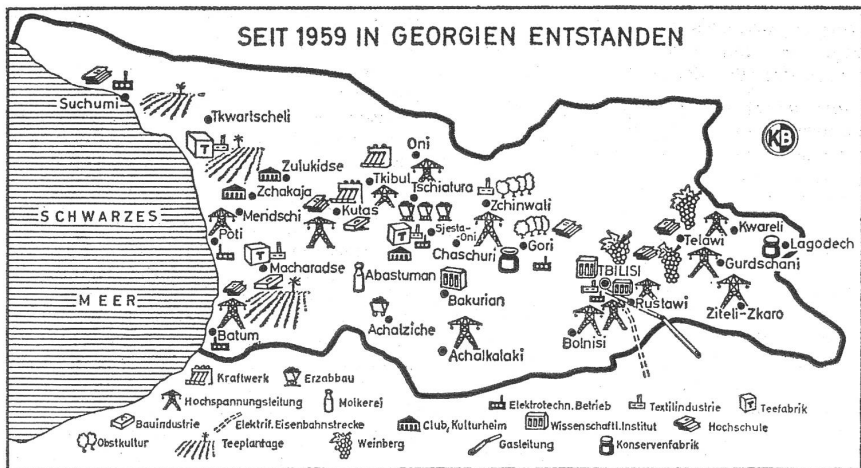 SEIT 1959 IN GEORGIEN ENTSTANDEN
KB
Suchumi
Tkwartscheli
Oni
Zulukidse
Tkibul
Zchakaja
Tschiatura
Zchinwali
SCHWARZES
Meridschi
Kutas
Kwareli
Poti
Sjesta-
Oni
Gori
Telawi
Lagodech
Chaschuri
Macharadse
Abastuman
TBILISI
Gurdschani
MEER
Bakurian
Rustawi
Ziteli-Zkaro
Achalziche
Batum
Bolnisi
Achalkalaki
Kraftwerk
Erzabbau
Hochspannungsleitung
Molkerei
Elektrotechn. Betrieb
Textilindustrie
Teefabrik
Bauindustrie
Elektrif. Eisenbahnstrecke
Club, Kulturheim
Wissenschaftl. Institut
Hochschule
Obstkultur
Teeplantage
Weinberg
Gasleitung
Konservenfabrik